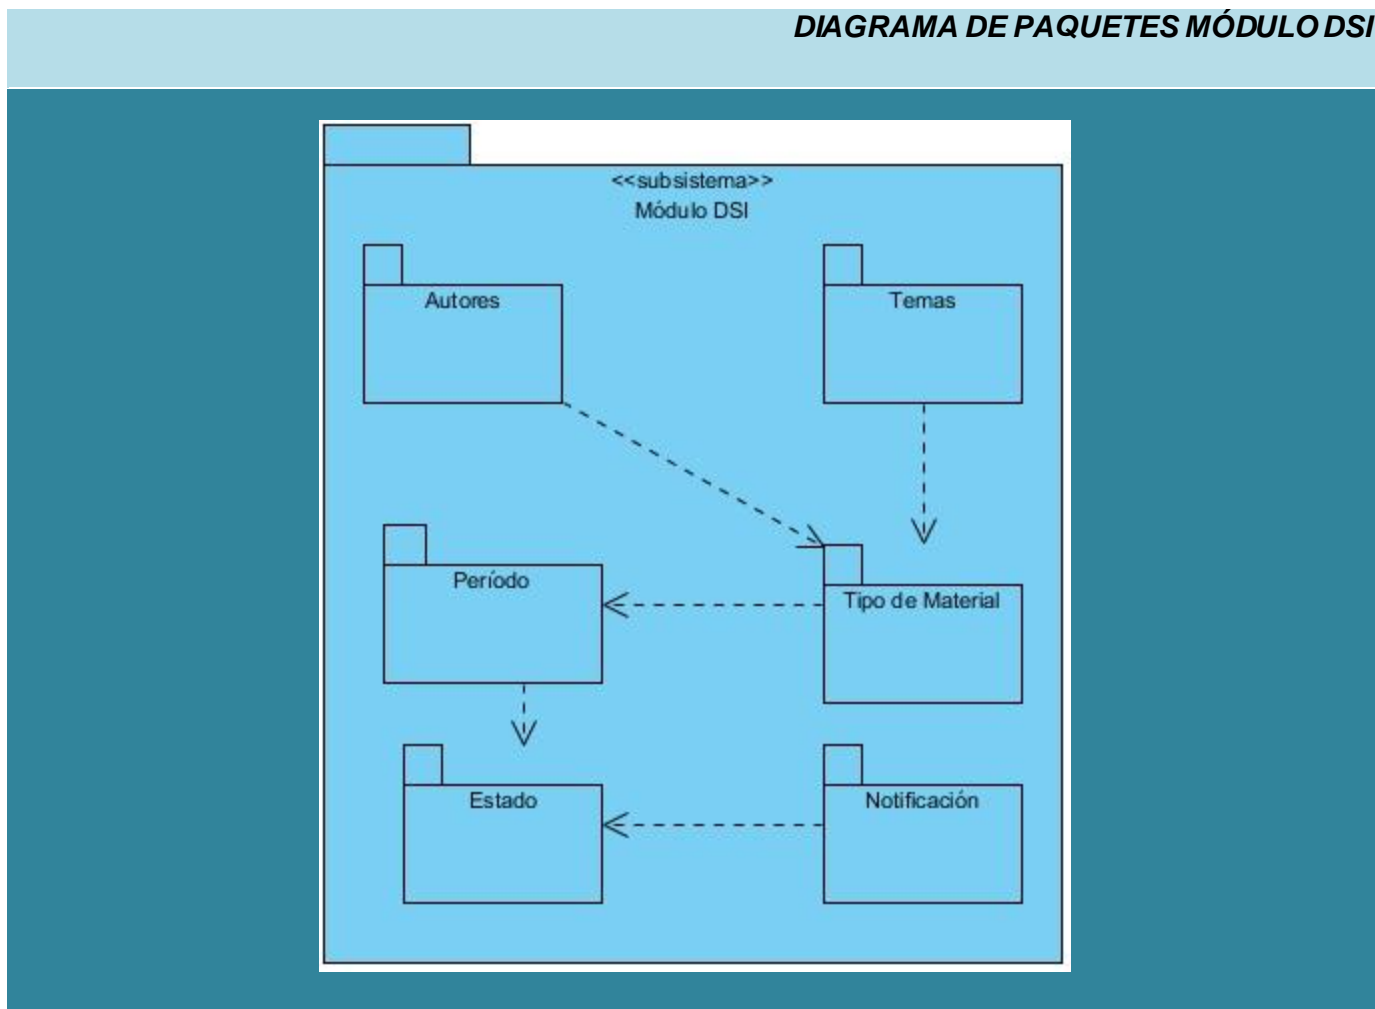 DIAGRAMA DE PAQUETES MÓDULO DSI
<<subsistema>>
Módulo DSI
Autores
Temas
Período
Tipo de Material
Estado
Notificación